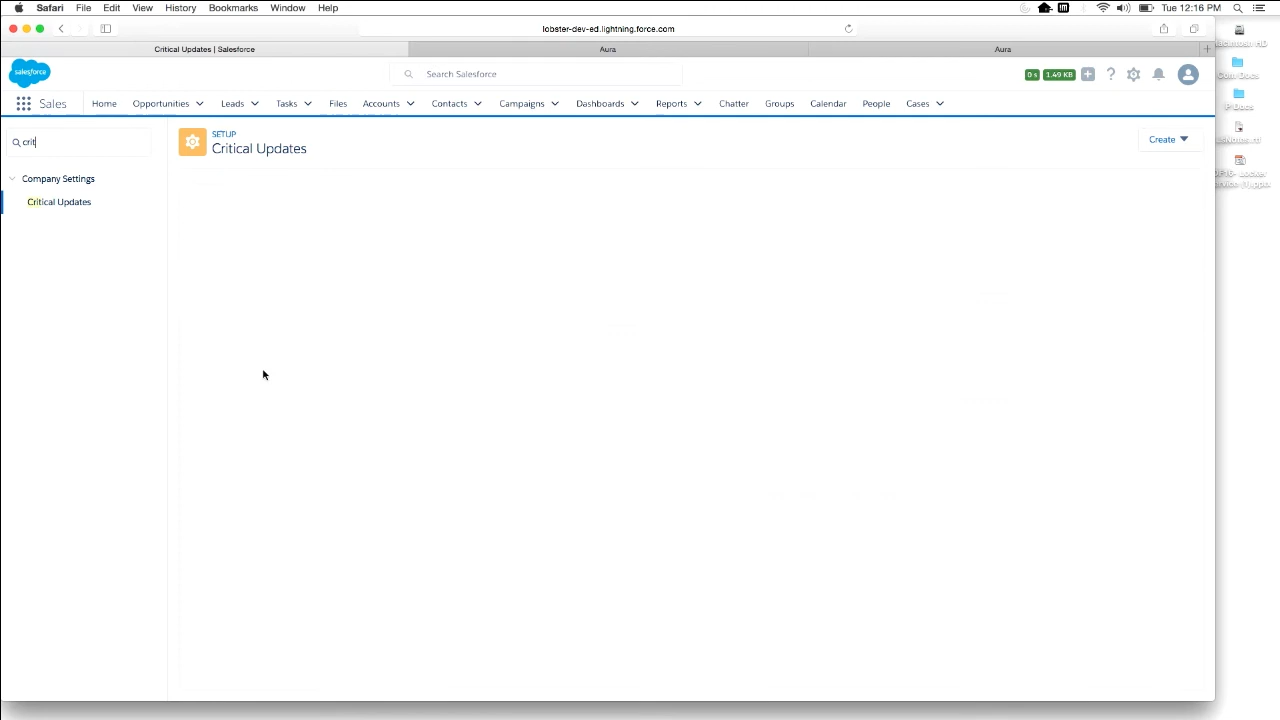 Safari File Edit View History Bookmarks Window Help Tue 12:16 PM
lobster-dev-ed.lightning.force.com
Critical Updates | Salesforce Aura Aura
salesforce Search Salesforce 0 s 1.49 KB
Sales Home Opportunities Leads Tasks Files Accounts Contacts Campaigns Dashboards Reports Chatter Groups Calendar People Cases
crit
SETUP
Critical Updates
Create
Company Settings
Critical Updates
P Docs